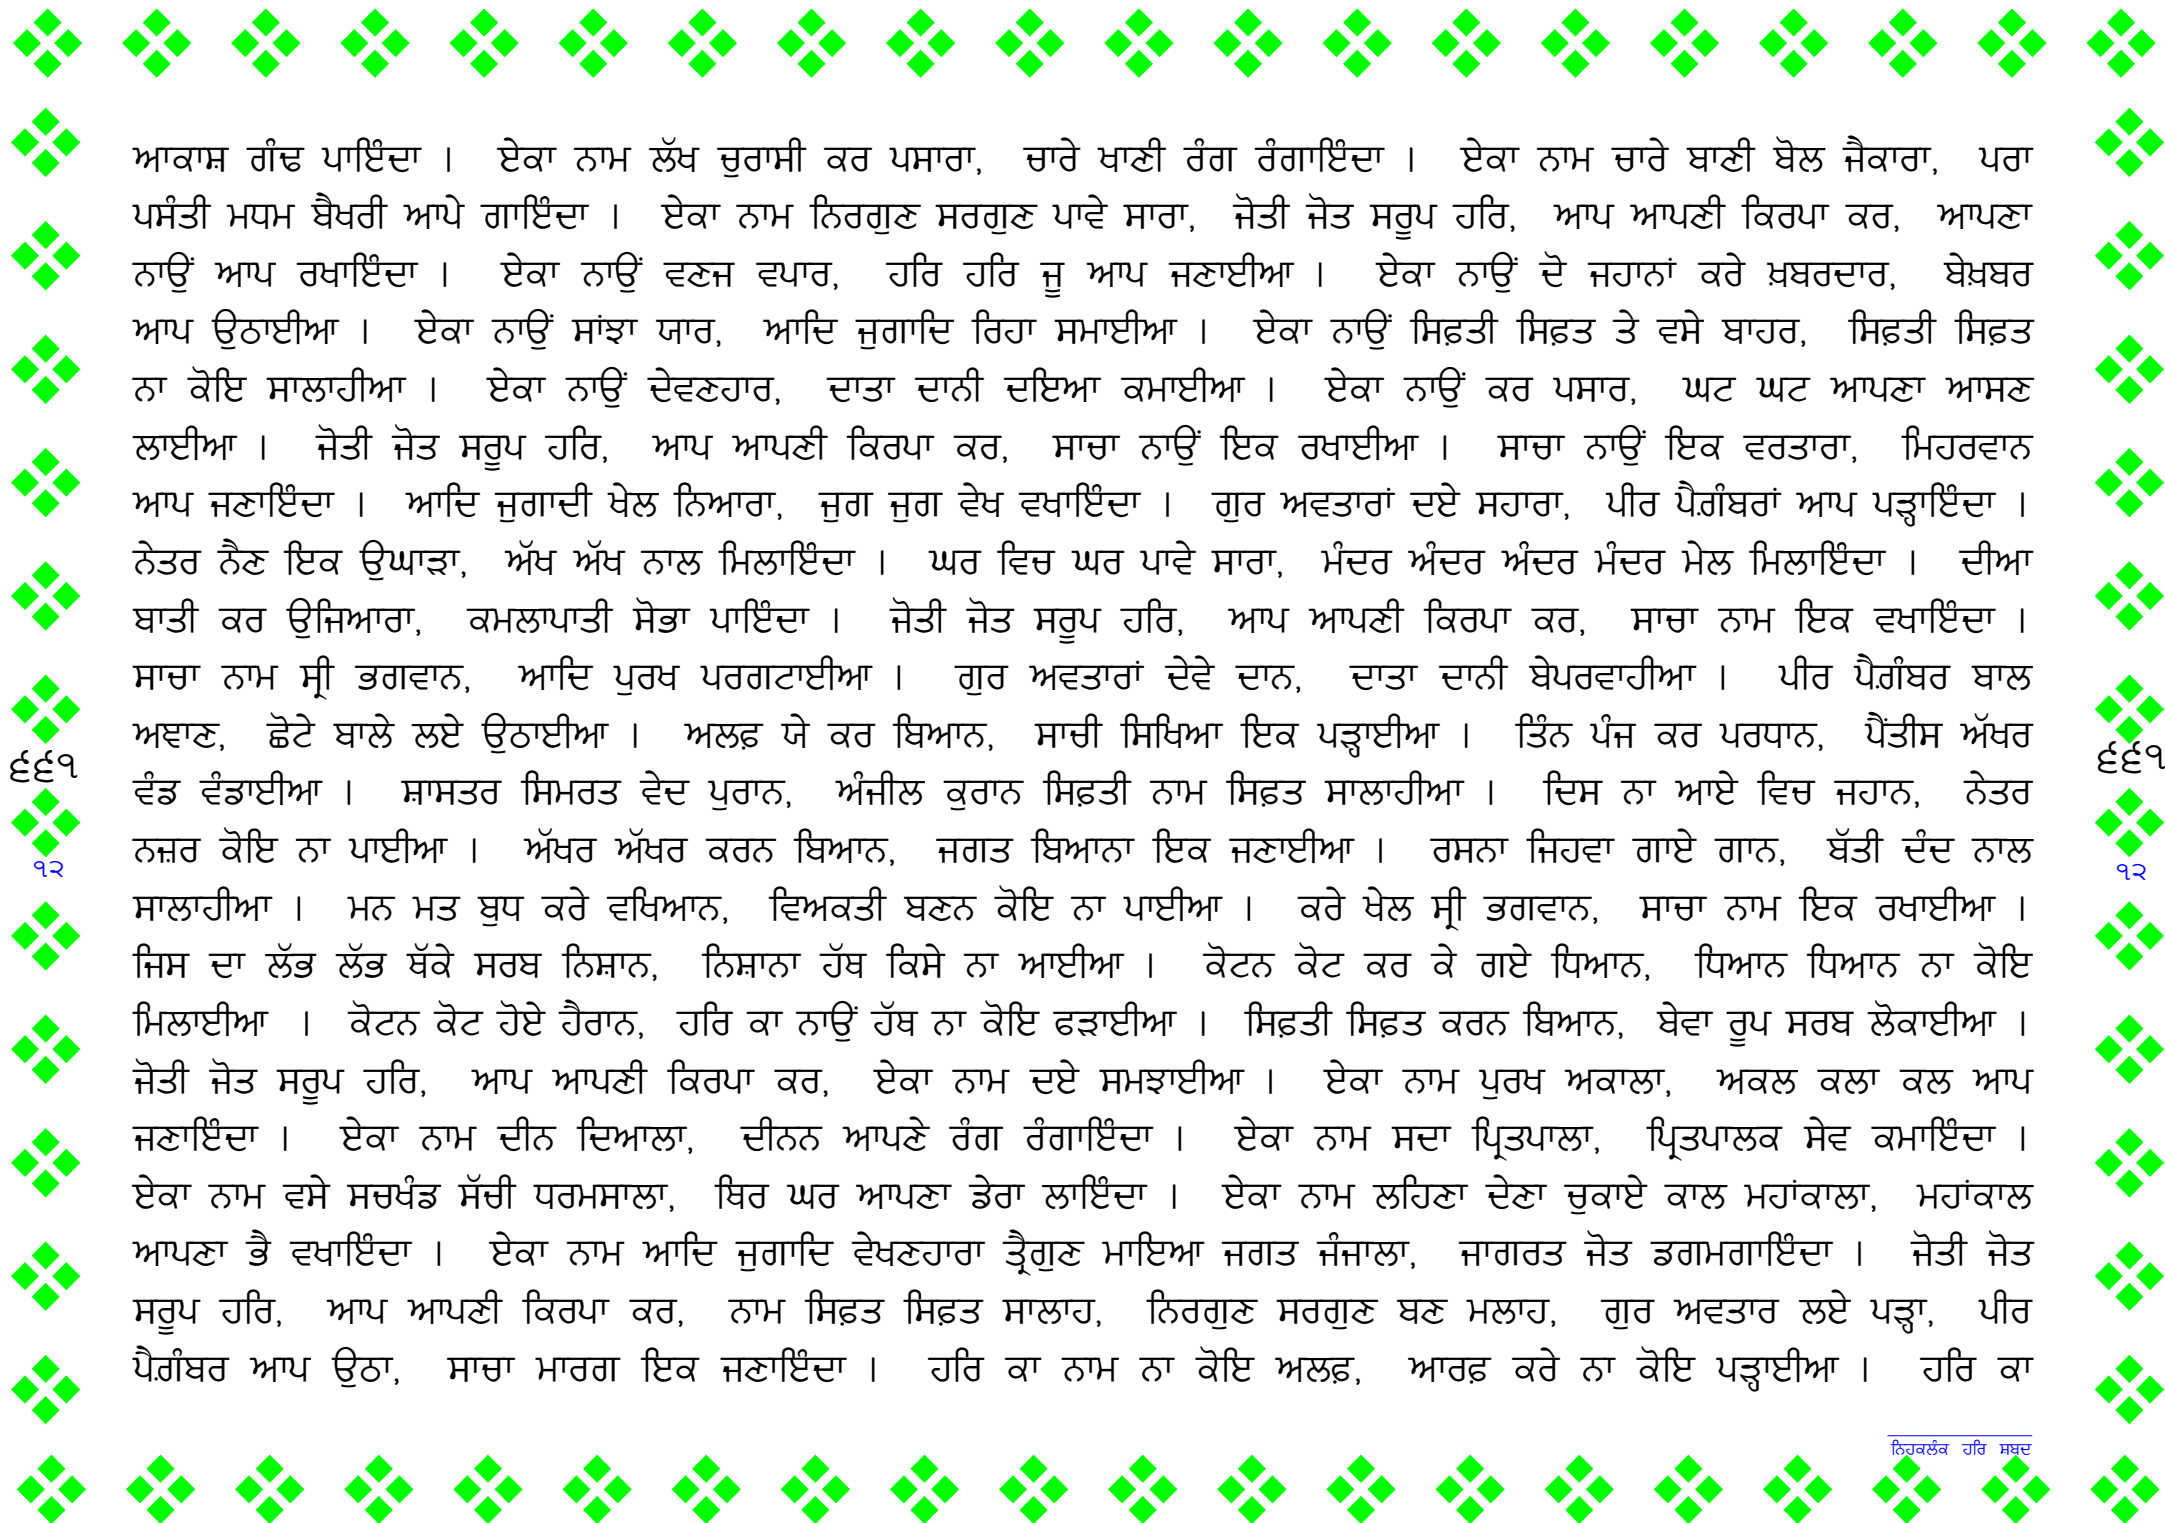 ਆਕਾਸ਼ ਗੰਢ ਪਾਇੰਦਾ । ਏਕਾ ਨਾਮ ਲੱਖ ਚੁਰਾਸੀ ਕਰ ਪਸਾਰਾ, ਚਾਰੇ ਖਾਣੀ ਰੰਗ ਰੰਗਾਇੰਦਾ । ਏਕਾ ਨਾਮ ਚਾਰੇ ਬਾਣੀ ਬੋਲ ਜੈਕਾਰਾ, ਪਰਾ
ਪਸੰਤੀ ਮਧਮ ਬੈਖਰੀ ਆਪੇ ਗਾਇੰਦਾ । ਏਕਾ ਨਾਮ ਨਿਰਗੁਣ ਸਰਗੁਣ ਪਾਵੇ ਸਾਰਾ, ਜੋਤੀ ਜੋਤ ਸਰੂਪ ਹਰਿ, ਆਪ ਆਪਣੀ ਕਿਰਪਾ ਕਰ, ਆਪਣਾ
ਨਾਉਂ ਆਪ ਰਖਾਇੰਦਾ । ਏਕਾ ਨਾਉਂ ਵਣਜ ਵਪਾਰ, ਹਰਿ ਹਰਿ ਜੂ ਆਪ ਜਣਾਈਆ । ਏਕਾ ਨਾਉਂ ਦੋ ਜਹਾਨਾਂ ਕਰੇ ਖ਼ਬਰਦਾਰ, ਬੇਖ਼ਬਰ
ਆਪ ਉਠਾਈਆ । ਏਕਾ ਨਾਉਂ ਸਾਂਝਾ ਯਾਰ, ਆਦਿ ਜੁਗਾਦਿ ਰਿਹਾ ਸਮਾਈਆ । ਏਕਾ ਨਾਉਂ ਸਿਫ਼ਤੀ ਸਿਫ਼ਤ ਤੇ ਵਸੇ ਬਾਹਰ, ਸਿਫ਼ਤੀ ਸਿਫ਼ਤ
ਨਾ ਕੋਇ ਸਾਲਾਹੀਆ । ਏਕਾ ਨਾਉਂ ਦੇਵਣਹਾਰ, ਦਾਤਾ ਦਾਨੀ ਦਇਆ ਕਮਾਈਆ । ਏਕਾ ਨਾਉਂ ਕਰ ਪਸਾਰ, ਘਟ ਘਟ ਆਪਣਾ ਆਸਣ
ਲਾਈਆ । ਜੋਤੀ ਜੋਤ ਸਰੂਪ ਹਰਿ, ਆਪ ਆਪਣੀ ਕਿਰਪਾ ਕਰ, ਸਾਚਾ ਨਾਉਂ ਇਕ ਰਖਾਈਆ । ਸਾਚਾ ਨਾਉਂ ਇਕ ਵਰਤਾਰਾ, ਮਿਹਰਵਾਨ
ਆਪ ਜਣਾਇੰਦਾ । ਆਦਿ ਜੁਗਾਦੀ ਖੇਲ ਨਿਆਰਾ, ਜੁਗ ਜੁਗ ਵੇਖ ਵਖਾਇੰਦਾ । ਗੁਰ ਅਵਤਾਰਾਂ ਦਏ ਸਹਾਰਾ, ਪੀਰ ਪੈਗ਼ੰਬਰਾਂ ਆਪ ਪੜ੍ਹਾਇੰਦਾ ।
ਨੇਤਰ ਨੈਣ ਇਕ ਉਘਾੜਾ, ਅੱਖ ਅੱਖ ਨਾਲ ਮਿਲਾਇੰਦਾ । ਘਰ ਵਿਚ ਘਰ ਪਾਵੇ ਸਾਰਾ, ਮੰਦਰ ਅੰਦਰ ਅੰਦਰ ਮੰਦਰ ਮੇਲ ਮਿਲਾਇੰਦਾ । ਦੀਆ
ਬਾਤੀ ਕਰ ਉਜਿਆਰਾ, ਕਮਲਾਪਾਤੀ ਸੋਭਾ ਪਾਇੰਦਾ । ਜੋਤੀ ਜੋਤ ਸਰੂਪ ਹਰਿ, ਆਪ ਆਪਣੀ ਕਿਰਪਾ ਕਰ, ਸਾਚਾ ਨਾਮ ਇਕ ਵਖਾਇੰਦਾ ।
ਸਾਚਾ ਨਾਮ ਸ੍ਰੀ ਭਗਵਾਨ, ਆਦਿ ਪੁਰਖ ਪਰਗਟਾਈਆ । ਗੁਰ ਅਵਤਾਰਾਂ ਦੇਵੇ ਦਾਨ, ਦਾਤਾ ਦਾਨੀ ਬੇਪਰਵਾਹੀਆ । ਪੀਰ ਪੈਗ਼ੰਬਰ ਬਾਲ
ਅਞਾਣ, ਛੋਟੇ ਬਾਲੇ ਲਏ ਉਠਾਈਆ । ਅਲਫ਼ ਯੇ ਕਰ ਬਿਆਨ, ਸਾਚੀ ਸਿਖਿਆ ਇਕ ਪੜ੍ਹਾਈਆ । ਤਿੰਨ ਪੰਜ ਕਰ ਪਰਧਾਨ, ਪੈਂਤੀਸ ਅੱਖਰ
੬੬੧ ੬੬੧
ਵੰਡ ਵੰਡਾਈਆ । ਸ਼ਾਸਤਰ ਸਿਮਰਤ ਵੇਦ ਪੁਰਾਨ, ਅੰਜੀਲ ਕੁਰਾਨ ਸਿਫ਼ਤੀ ਨਾਮ ਸਿਫ਼ਤ ਸਾਲਾਹੀਆ । ਦਿਸ ਨਾ ਆਏ ਵਿਚ ਜਹਾਨ, ਨੇਤਰ
ਨਜ਼ਰ ਕੋਇ ਨਾ ਪਾਈਆ । ਅੱਖਰ ਅੱਖਰ ਕਰਨ ਬਿਆਨ, ਜਗਤ ਬਿਆਨਾ ਇਕ ਜਣਾਈਆ । ਰਸਨਾ ਜਿਹਵਾ ਗਾਏ ਗਾਨ, ਬੱਤੀ ਦੰਦ ਨਾਲ
੧੨ ੧੨
ਸਾਲਾਹੀਆ । ਮਨ ਮਤ ਬੁਧ ਕਰੇ ਵਖਿਆਨ, ਵਿਅਕਤੀ ਬਣਨ ਕੋਇ ਨਾ ਪਾਈਆ । ਕਰੇ ਖੇਲ ਸ੍ਰੀ ਭਗਵਾਨ, ਸਾਚਾ ਨਾਮ ਇਕ ਰਖਾਈਆ ।
ਜਿਸ ਦਾ ਲੱਭ ਲੱਭ ਥੱਕੇ ਸਰਬ ਨਿਸ਼ਾਨ, ਨਿਸ਼ਾਨਾ ਹੱਥ ਕਿਸੇ ਨਾ ਆਈਆ । ਕੋਟਨ ਕੋਟ ਕਰ ਕੇ ਗਏ ਧਿਆਨ, ਧਿਆਨ ਧਿਆਨ ਨਾ ਕੋਇ
ਮਿਲਾਈਆ । ਕੋਟਨ ਕੋਟ ਹੋਏ ਹੈਰਾਨ, ਹਰਿ ਕਾ ਨਾਉਂ ਹੱਥ ਨਾ ਕੋਇ ਫੜਾਈਆ । ਸਿਫ਼ਤੀ ਸਿਫ਼ਤ ਕਰਨ ਬਿਆਨ, ਬੇਵਾ ਰੂਪ ਸਰਬ ਲੋਕਾਈਆ ।
ਜੋਤੀ ਜੋਤ ਸਰੂਪ ਹਰਿ, ਆਪ ਆਪਣੀ ਕਿਰਪਾ ਕਰ, ਏਕਾ ਨਾਮ ਦਏ ਸਮਝਾਈਆ । ਏਕਾ ਨਾਮ ਪੁਰਖ ਅਕਾਲਾ, ਅਕਲ ਕਲਾ ਕਲ ਆਪ
ਜਣਾਇੰਦਾ । ਏਕਾ ਨਾਮ ਦੀਨ ਦਿਆਲਾ, ਦੀਨਨ ਆਪਣੇ ਰੰਗ ਰੰਗਾਇੰਦਾ । ਏਕਾ ਨਾਮ ਸਦਾ ਪ੍ਰਿਤਪਾਲਾ, ਪ੍ਰਿਤਪਾਲਕ ਸੇਵ ਕਮਾਇੰਦਾ ।
ਏਕਾ ਨਾਮ ਵਸੇ ਸਚਖੰਡ ਸੱਚੀ ਧਰਮਸਾਲਾ, ਥਿਰ ਘਰ ਆਪਣਾ ਡੇਰਾ ਲਾਇੰਦਾ । ਏਕਾ ਨਾਮ ਲਹਿਣਾ ਦੇਣਾ ਚੁਕਾਏ ਕਾਲ ਮਹਾਂਕਾਲਾ, ਮਹਾਂਕਾਲ
ਆਪਣਾ ਭੈ ਵਖਾਇੰਦਾ । ਏਕਾ ਨਾਮ ਆਦਿ ਜੁਗਾਦਿ ਵੇਖਣਹਾਰਾ ਤ੍ਰੈਗੁਣ ਮਾਇਆ ਜਗਤ ਜੰਜਾਲਾ, ਜਾਗਰਤ ਜੋਤ ਡਗਮਗਾਇੰਦਾ । ਜੋਤੀ ਜੋਤ
ਸਰੂਪ ਹਰਿ, ਆਪ ਆਪਣੀ ਕਿਰਪਾ ਕਰ, ਨਾਮ ਸਿਫ਼ਤ ਸਿਫ਼ਤ ਸਾਲਾਹ, ਨਿਰਗੁਣ ਸਰਗੁਣ ਬਣ ਮਲਾਹ, ਗੁਰ ਅਵਤਾਰ ਲਏ ਪੜ੍ਹਾ, ਪੀਰ
ਪੈਗ਼ੰਬਰ ਆਪ ਉਠਾ, ਸਾਚਾ ਮਾਰਗ ਇਕ ਜਣਾਇੰਦਾ । ਹਰਿ ਕਾ ਨਾਮ ਨਾ ਕੋਇ ਅਲਫ਼, ਆਰਫ਼ ਕਰੇ ਨਾ ਕੋਇ ਪੜ੍ਹਾਈਆ । ਹਰਿ ਕਾ
ਨਿਹਕਲੰਕ ਹਰਿ ਸ਼ਬਦ